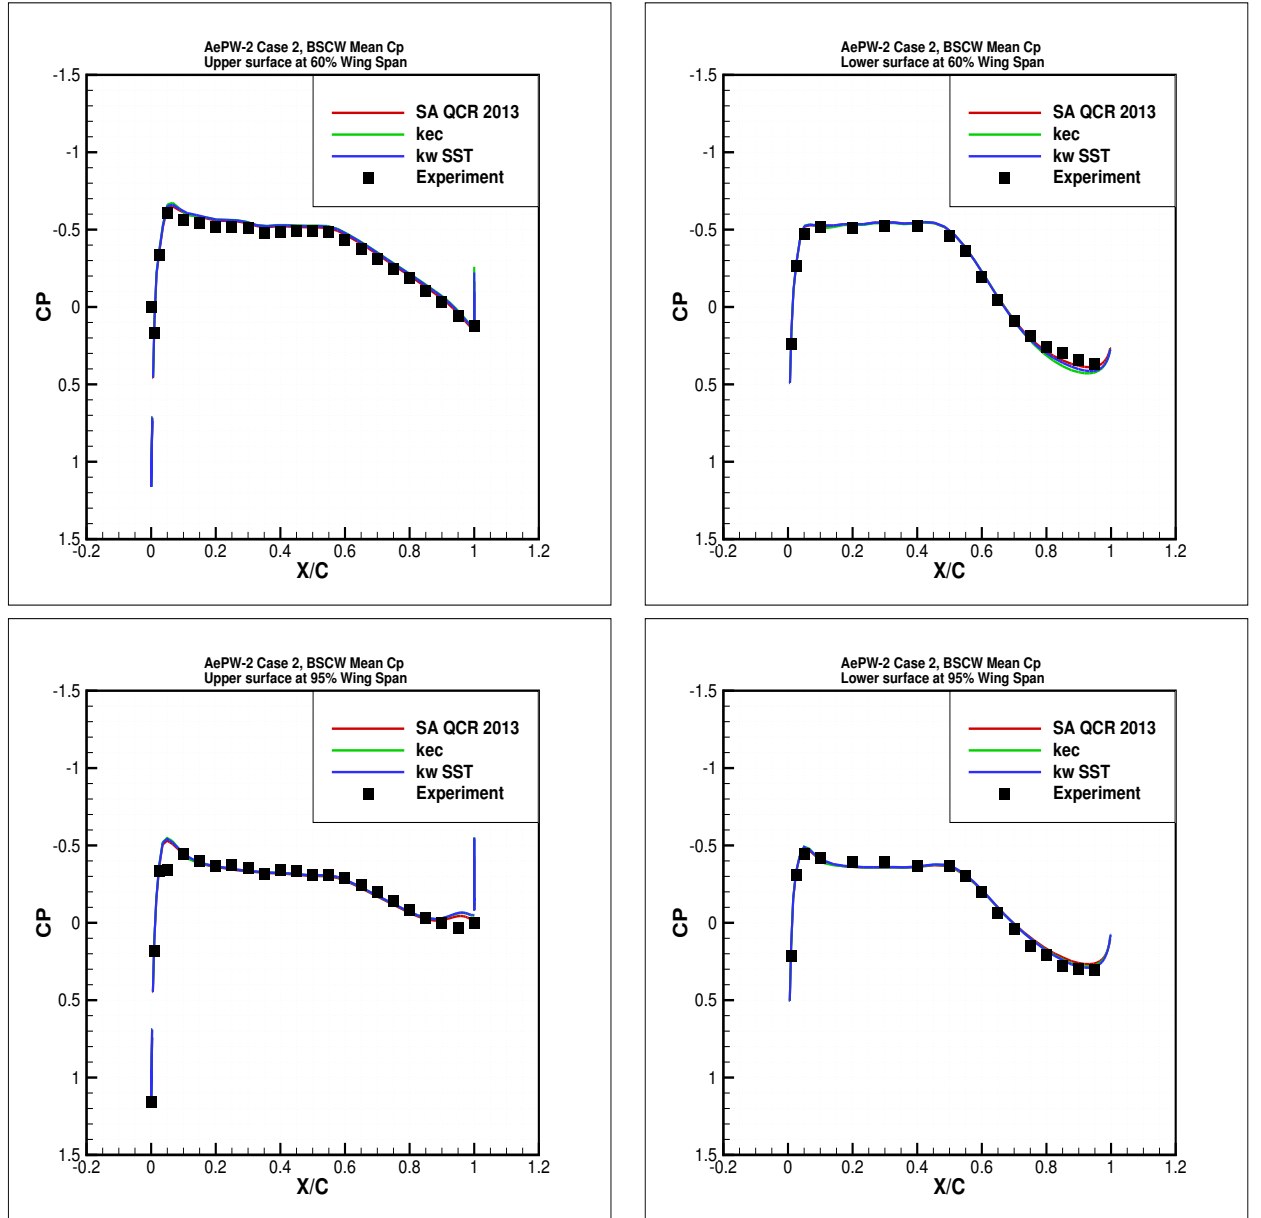 AePW-2 Case 2, BSCW Mean Cp
Upper surface at 60% Wing Span
-1.5
-1
-0.5
0
0.5
1
1.5
CP
-0.2 0 0.2 0.4 0.6 0.8 1 1.2
X/C
SA QCR 2013
kec
kw SST
Experiment
AePW-2 Case 2, BSCW Mean Cp
Lower surface at 60% Wing Span
-1.5
-1
-0.5
0
0.5
1
1.5
CP
-0.2 0 0.2 0.4 0.6 0.8 1 1.2
X/C
SA QCR 2013
kec
kw SST
Experiment
AePW-2 Case 2, BSCW Mean Cp
Upper surface at 95% Wing Span
-1.5
-1
-0.5
0
0.5
1
1.5
CP
-0.2 0 0.2 0.4 0.6 0.8 1 1.2
X/C
SA QCR 2013
kec
kw SST
Experiment
AePW-2 Case 2, BSCW Mean Cp
Lower surface at 95% Wing Span
-1.5
-1
-0.5
0
0.5
1
1.5
CP
-0.2 0 0.2 0.4 0.6 0.8 1 1.2
X/C
SA QCR 2013
kec
kw SST
Experiment